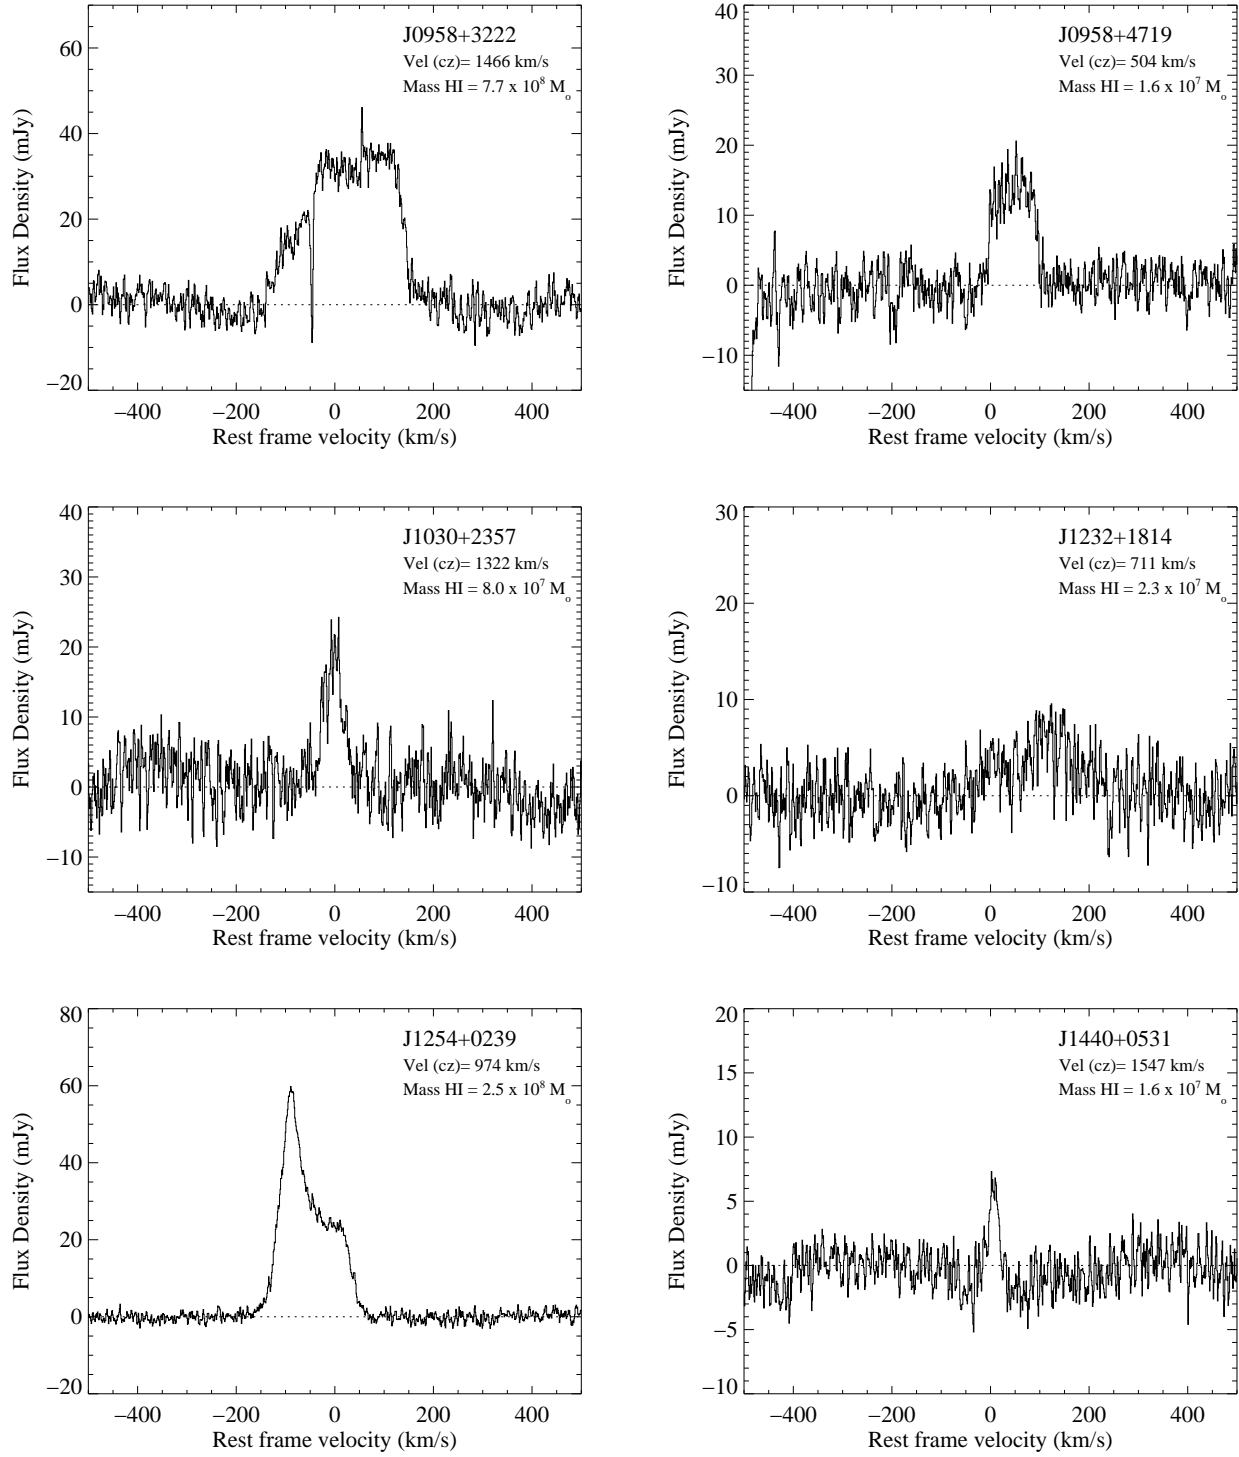 J0958+3222
Vel (cz)= 1466 km/s
Mass HI = 7.7 x 10^8 M_o
60
40
20
0
−20
Flux Density (mJy)
−400 −200 0 200 400
Rest frame velocity (km/s)
J0958+4719
Vel (cz)= 504 km/s
Mass HI = 1.6 x 10^7 M_o
40
30
20
10
0
−10
Flux Density (mJy)
−400 −200 0 200 400
Rest frame velocity (km/s)
J1030+2357
Vel (cz)= 1322 km/s
Mass HI = 8.0 x 10^7 M_o
40
30
20
10
0
−10
Flux Density (mJy)
−400 −200 0 200 400
Rest frame velocity (km/s)
J1232+1814
Vel (cz)= 711 km/s
Mass HI = 2.3 x 10^7 M_o
30
20
10
0
−10
Flux Density (mJy)
−400 −200 0 200 400
Rest frame velocity (km/s)
J1254+0239
Vel (cz)= 974 km/s
Mass HI = 2.5 x 10^8 M_o
80
60
40
20
0
−20
Flux Density (mJy)
−400 −200 0 200 400
Rest frame velocity (km/s)
J1440+0531
Vel (cz)= 1547 km/s
Mass HI = 1.6 x 10^7 M_o
20
15
10
5
0
−5
−10
Flux Density (mJy)
−400 −200 0 200 400
Rest frame velocity (km/s)